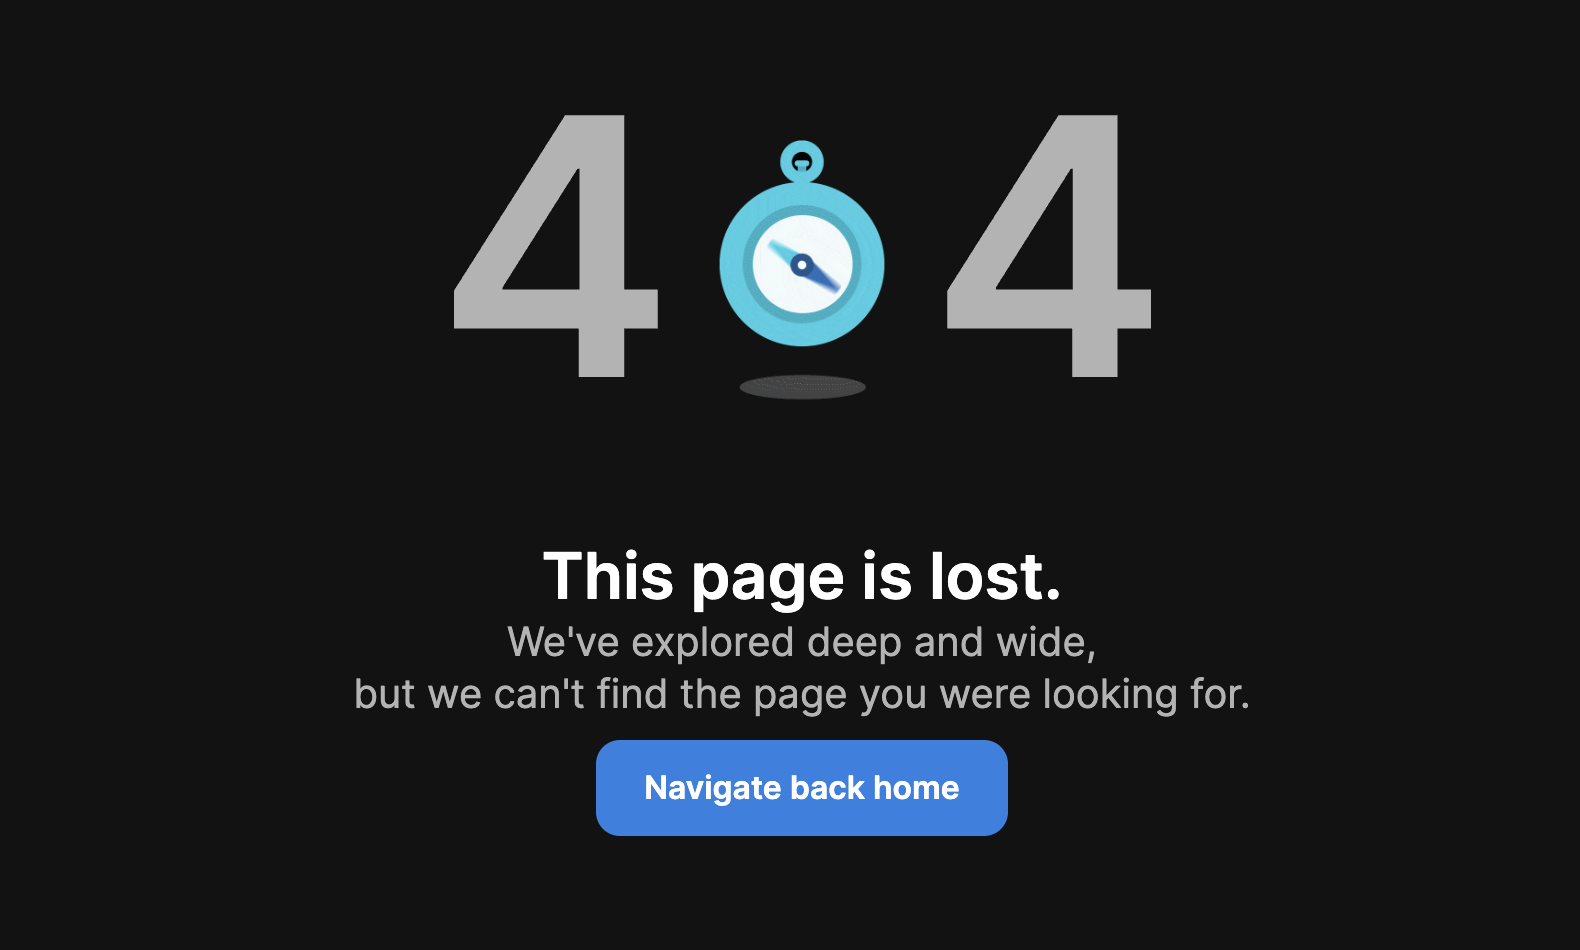 4 4
This page is lost.
We've explored deep and wide,
but we can't find the page you were looking for.
Navigate back home